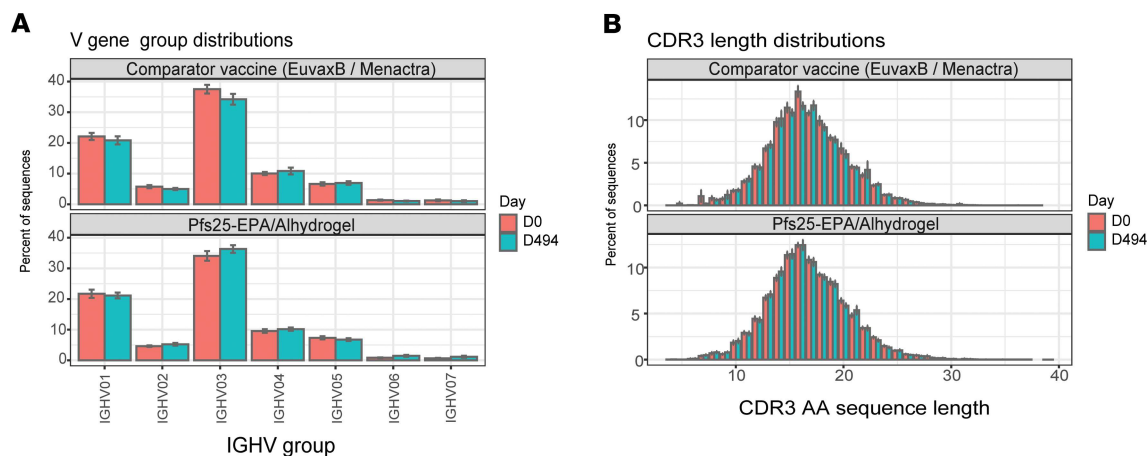 A
V gene group distributions
Comparator vaccine (EuvaxB / Menactra)
Percent of sequences
40
30
20
10
0
Pfs25-EPA/Alhydrogel
40
30
20
10
0
IGHV01
IGHV02
IGHV03
IGHV04
IGHV05
IGHV06
IGHV07
IGHV group
Day
D0
D494
B
CDR3 length distributions
Comparator vaccine (EuvaxB / Menactra)
Percent of sequences
10
5
0
Pfs25-EPA/Alhydrogel
10
5
0
10
20
30
40
CDR3 AA sequence length
Day
D0
D494